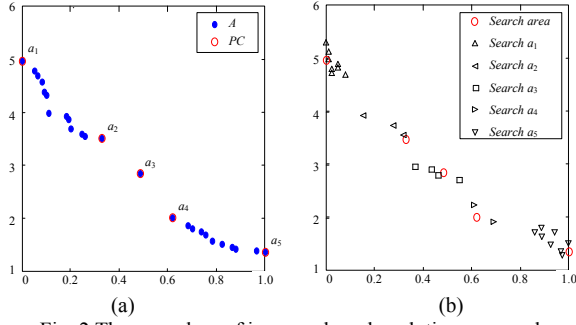 6
5
4
3
2
1
0
0.2
0.4
0.6
0.8
1.0
a1
a2
a3
a4
a5
A
PC
(a)
6
5
4
3
2
1
0
0.2
0.4
0.6
0.8
1.0
Search area
Search a1
Search a2
Search a3
Search a4
Search a5
(b)